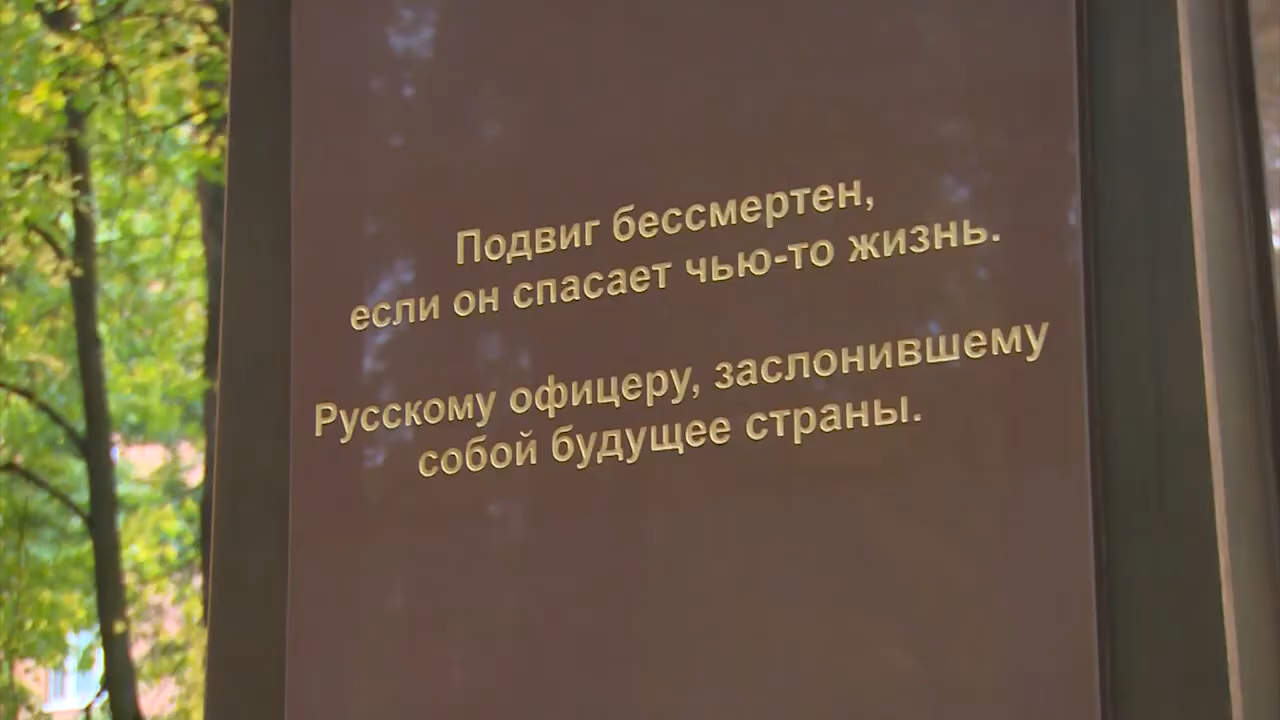 Подвиг бессмертен,
если он спасает чью-то жизнь.
Русскому офицеру, заслонившему
собой будущее страны.